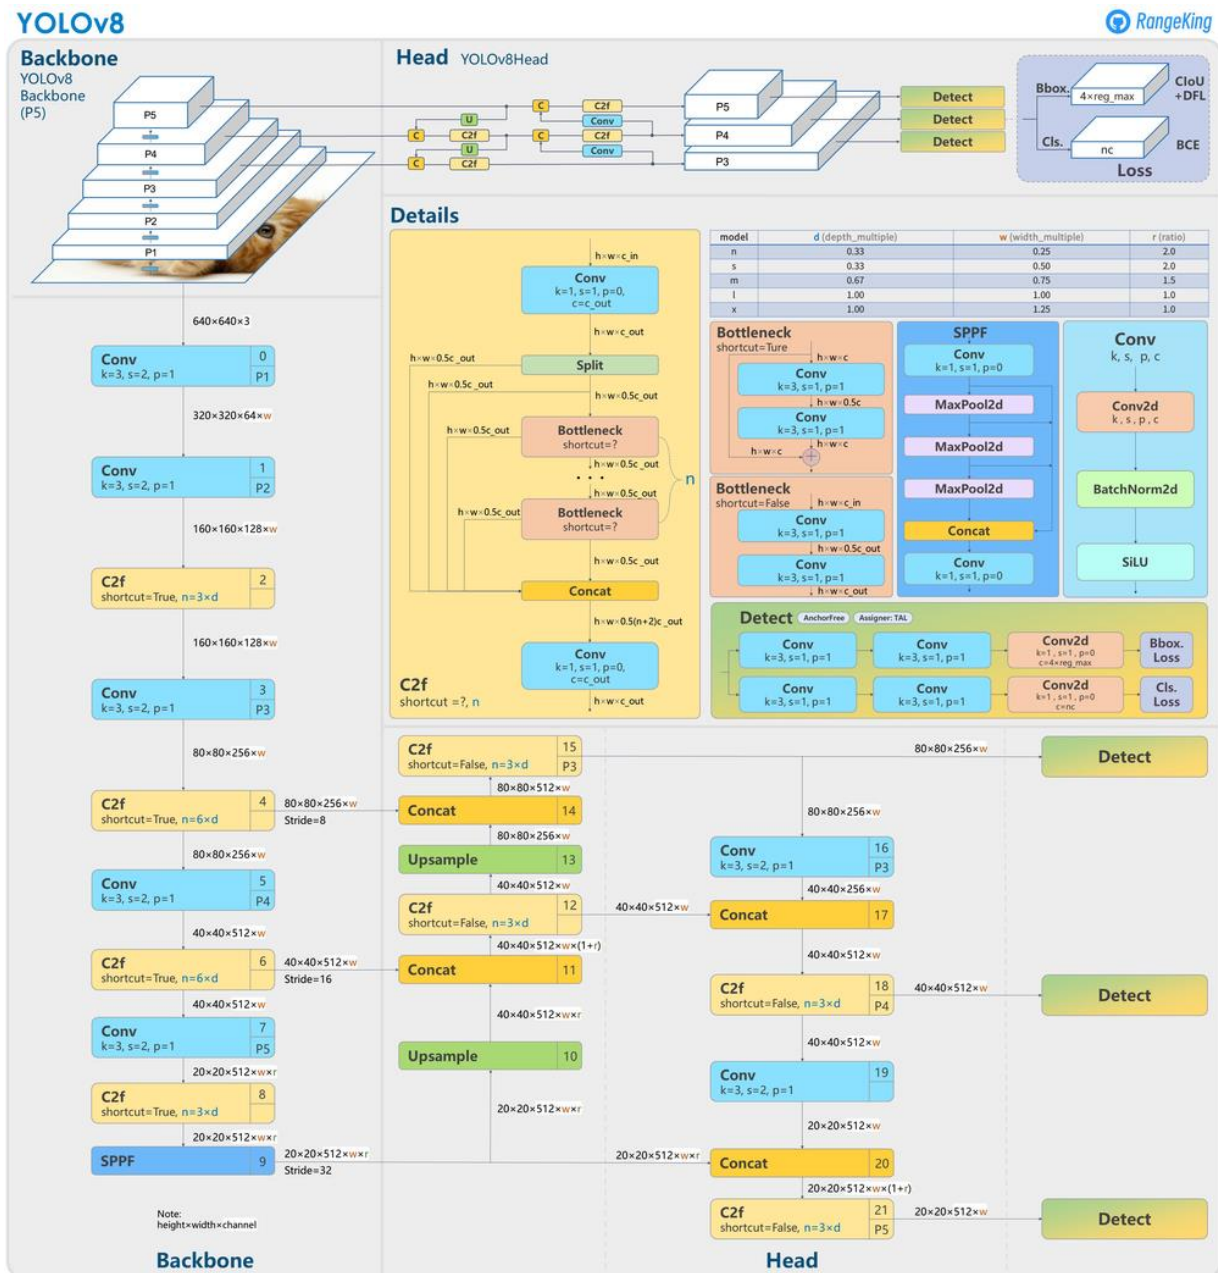 YOLOv8
RangeKing
Backbone
YOLOv8
Backbone
(P5)
P5
P4
P3
P2
P1
Head YOLOv8Head
C
C2f
U
Conv
C
C2f
C
C2f
U
Conv
C
C2f
P5
P4
P3
Detect
Detect
Detect
Bbox.
4×reg_max
CIoU
+DFL
Cls.
nc
BCE
Loss
Details
h×w×c_in
Conv
k=1, s=1, p=0,
c=c_out
h×w×c_out
h×w×0.5c_out
Split
h×w×0.5c_out
h×w×0.5c_out
h×w×0.5c_out
Bottleneck
shortcut=?
h×w×0.5c_out
...
n
h×w×0.5c_out
h×w×0.5c_out
Bottleneck
shortcut=?
h×w×0.5c_out
Concat
h×w×0.5(n+2)c_out
Conv
k=1, s=1, p=0,
c=c_out
h×w×c_out
C2f
shortcut =?, n
model d (depth_multiple) w (width_multiple) r (ratio)
n 0.33 0.25 2.0
s 0.33 0.50 2.0
m 0.67 0.75 1.5
l 1.00 1.00 1.0
x 1.00 1.25 1.0
Bottleneck
shortcut=Ture
h×w×c
Conv
k=3, s=1, p=1
h×w×0.5c
Conv
k=3, s=1, p=1
h×w×c
h×w×c
+
Bottleneck
shortcut=False
h×w×c_in
Conv
k=3, s=1, p=1
h×w×0.5c_out
Conv
k=3, s=1, p=1
h×w×c_out
SPPF
Conv
k=1, s=1, p=0
MaxPool2d
MaxPool2d
MaxPool2d
Concat
Conv
k=1, s=1, p=0
Conv
k, s, p, c
Conv2d
k, s, p, c
BatchNorm2d
SiLU
Detect AnchorFree Assigner: TAL
Conv
k=3, s=1, p=1
Conv
k=3, s=1, p=1
Conv2d
k=1, s=1, p=0
c=4×reg_max
Bbox.
Loss
Conv
k=3, s=1, p=1
Conv
k=3, s=1, p=1
Conv2d
k=1, s=1, p=0
c=nc
Cls.
Loss
640×640×3
Conv 0
k=3, s=2, p=1 P1
320×320×64×w
Conv 1
k=3, s=2, p=1 P2
160×160×128×w
C2f 2
shortcut=True, n=3×d
160×160×128×w
Conv 3
k=3, s=2, p=1 P3
80×80×256×w
C2f 4
shortcut=True, n=6×d
80×80×256×w
Stride=8
80×80×256×w
Conv 5
k=3, s=2, p=1 P4
40×40×512×w
C2f 6
shortcut=True, n=6×d
40×40×512×w
Stride=16
40×40×512×w
Conv 7
k=3, s=2, p=1 P5
20×20×512×w×r
C2f 8
shortcut=True, n=3×d
20×20×512×w×r
SPPF 9
20×20×512×w×r
Stride=32
Note:
height×width×channel
Backbone
C2f 15
shortcut=False, n=3×d P3
80×80×512×w
Concat 14
80×80×256×w
Upsample 13
40×40×512×w
C2f 12
shortcut=False, n=3×d
40×40×512×w
40×40×512×w×(1+r)
Concat 11
40×40×512×w×r
Upsample 10
20×20×512×w×r
80×80×256×w
Detect
80×80×256×w
Conv 16
k=3, s=2, p=1 P3
40×40×256×w
Concat 17
40×40×512×w
C2f 18
shortcut=False, n=3×d P4
40×40×512×w
Detect
40×40×512×w
Conv 19
k=3, s=2, p=1
20×20×512×w
20×20×512×w×r
Concat 20
20×20×512×w×(1+r)
C2f 21
shortcut=False, n=3×d P5
20×20×512×w
Detect
Head